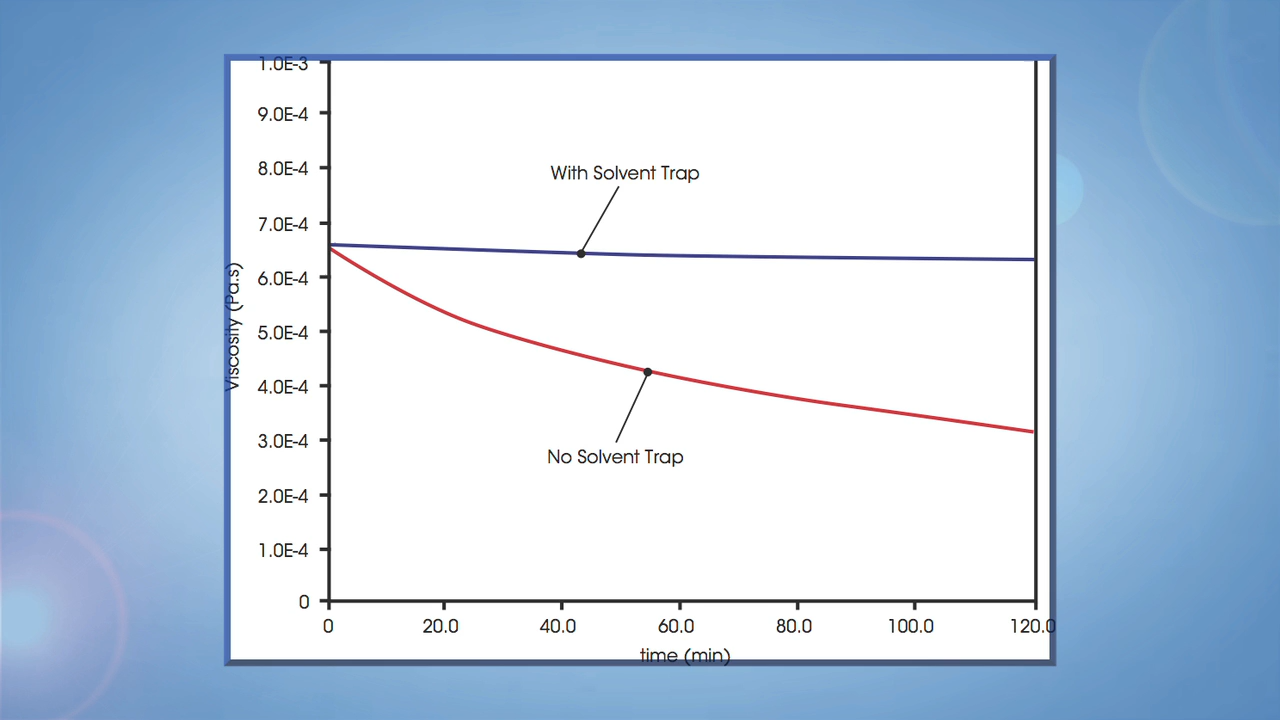 1.0E-3
9.0E-4
With Solvent Trap
8.0E-4
7.0E-4
6.0E-4
Viscosity (Pa.s)
5.0E-4
4.0E-4
3.0E-4
No Solvent Trap
2.0E-4
1.0E-4
0
0 20.0 40.0 60.0 80.0 100.0 120.0
time (min)